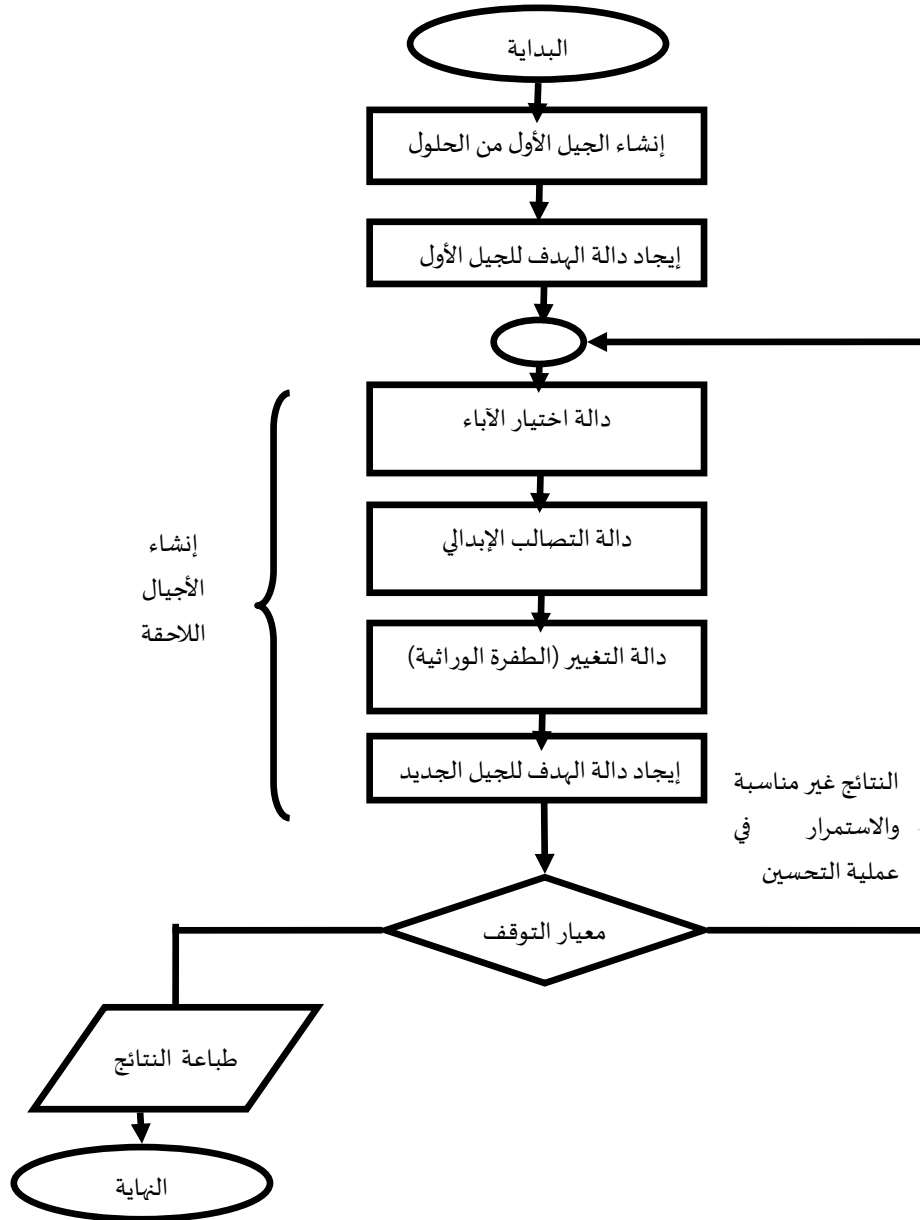 البداية
إنشاء الجيل الأول من الحلول
إيجاد دالة الهدف للجيل الأول
دالة اختيار الآباء
دالة التصالب الإبدالي
دالة التغيير (الطفرة الوراثية)
إيجاد دالة الهدف للجيل الجديد
إنشاء
الأجيال
اللاحقة
النتائج غير مناسبة
والاستمرار في
عملية التحسين
معيار التوقف
طباعة النتائج
النهاية